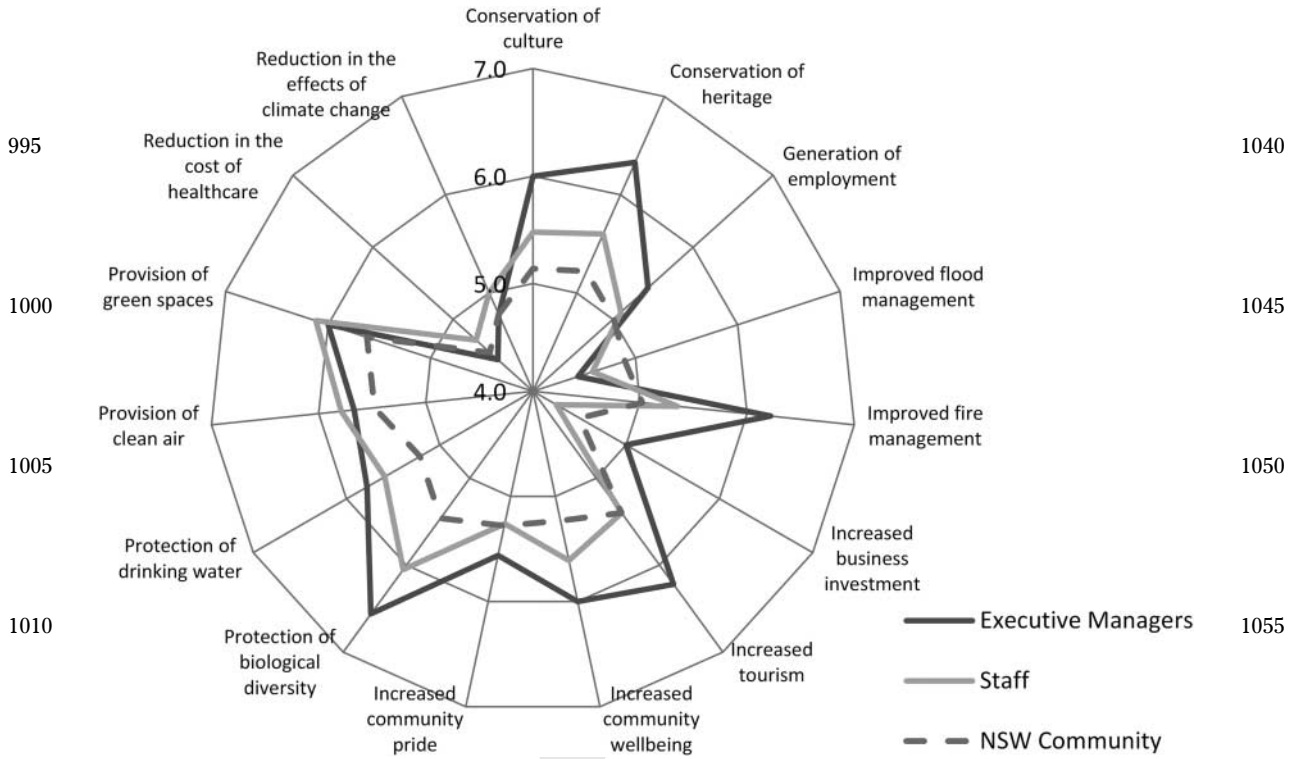 Conservation of
culture
Reduction in the
effects of
climate change
7.0
Conservation of
heritage
995
Reduction in the
cost of
healthcare
Generation of
employment
1040
6.0
Provision of
green spaces
5.0
Improved flood
management
1000
1045
Provision of
clean air
4.0
Improved fire
management
1005
1050
Protection of
drinking water
Increased
business
investment
1010
Protection of
biological
diversity
Increased
community
pride
Increased
community
wellbeing
Increased
tourism
Executive Managers
1055
Staff
NSW Community